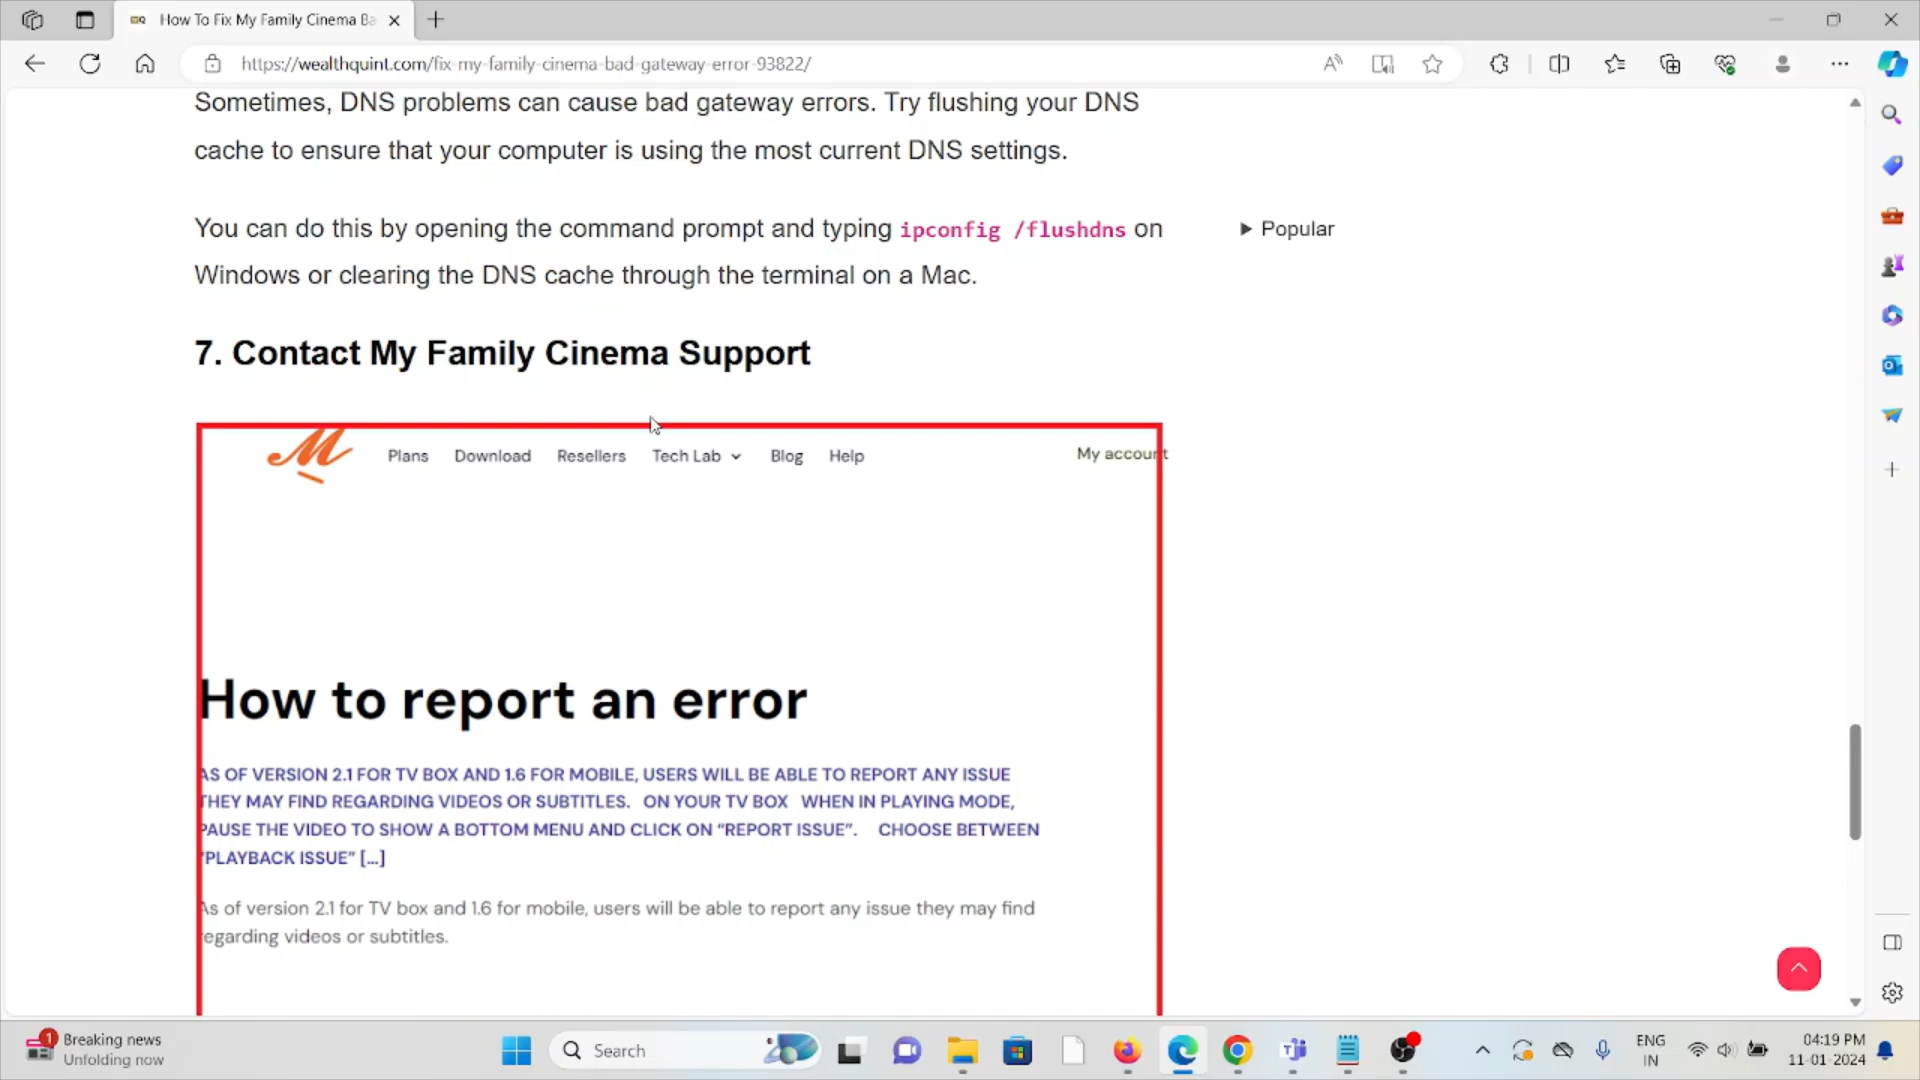 How To Fix My Family Cinema Ba
https://wealthquint.com/fix-my-family-cinema-bad-gateway-error-93822/
Sometimes, DNS problems can cause bad gateway errors. Try flushing your DNS
cache to ensure that your computer is using the most current DNS settings.
You can do this by opening the command prompt and typing ipconfig /flushdns on
Windows or clearing the DNS cache through the terminal on a Mac.
Popular
7. Contact My Family Cinema Support
M Plans Download Resellers Tech Lab Blog Help My account
How to report an error
AS OF VERSION 2.1 FOR TV BOX AND 1.6 FOR MOBILE, USERS WILL BE ABLE TO REPORT ANY ISSUE
THEY MAY FIND REGARDING VIDEOS OR SUBTITLES. ON YOUR TV BOX WHEN IN PLAYING MODE,
PAUSE THE VIDEO TO SHOW A BOTTOM MENU AND CLICK ON “REPORT ISSUE”. CHOOSE BETWEEN
“PLAYBACK ISSUE” [...]
As of version 2.1 for TV box and 1.6 for mobile, users will be able to report any issue they may find
regarding videos or subtitles.
1
Breaking news
Unfolding now
Search
ENG
IN
04:19 PM
11-01-2024